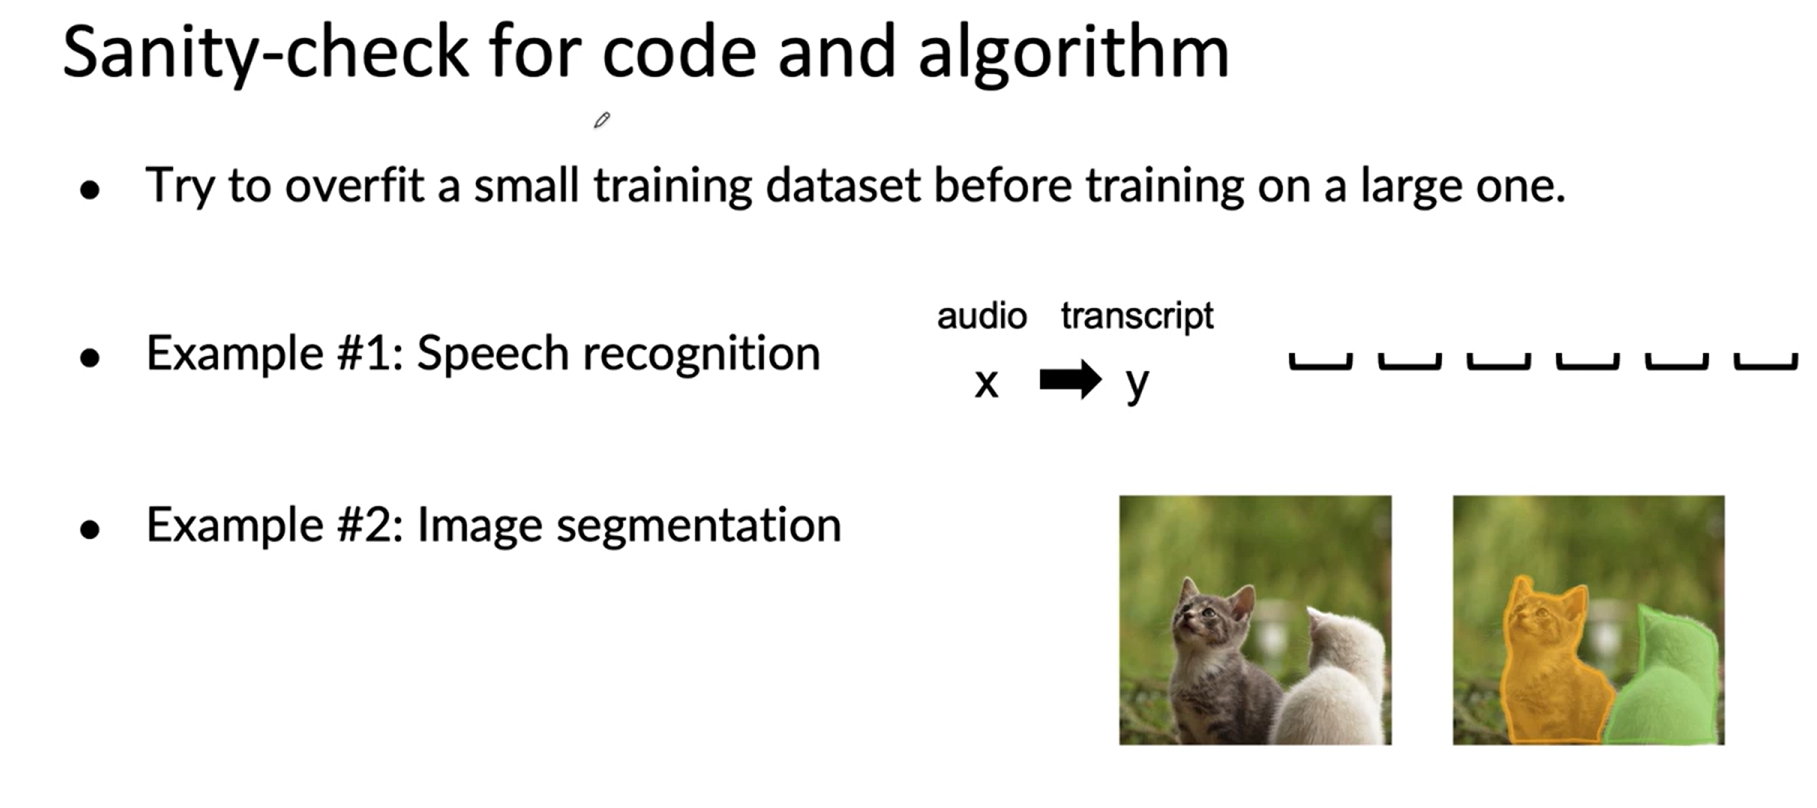 Sanity-check for code and algorithm
● Try to overfit a small training dataset before training on a large one.
audio transcript
● Example #1: Speech recognition
x ➡ y
● Example #2: Image segmentation